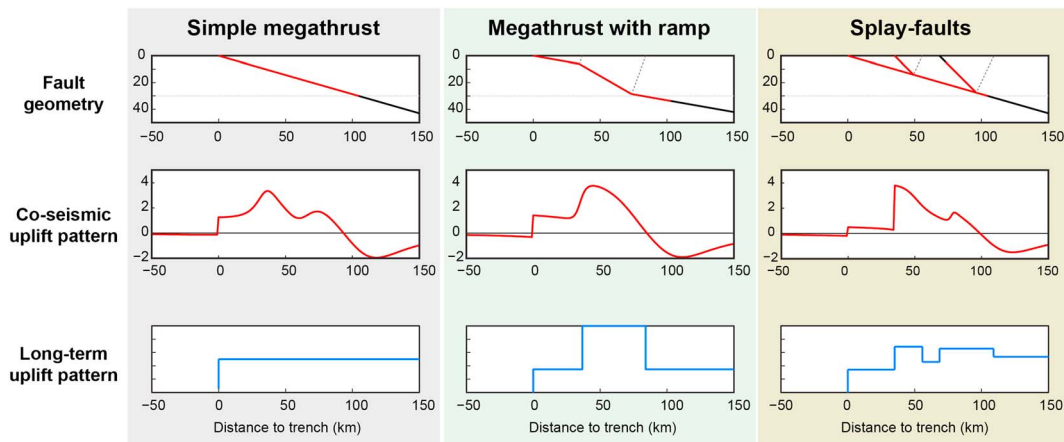 Simple megathrust
Megathrust with ramp
Splay-faults
Fault
geometry
0
20
40
−50 0 50 100 150
0
20
40
−50 0 50 100 150
0
20
40
−50 0 50 100 150
Co-seismic
uplift pattern
4
2
0
−2
−50 0 50 100 150
4
2
0
−2
−50 0 50 100 150
4
2
0
−2
−50 0 50 100 150
Long-term
uplift pattern
−50 0 50 100 150
−50 0 50 100 150
−50 0 50 100 150
Distance to trench (km)
Distance to trench (km)
Distance to trench (km)